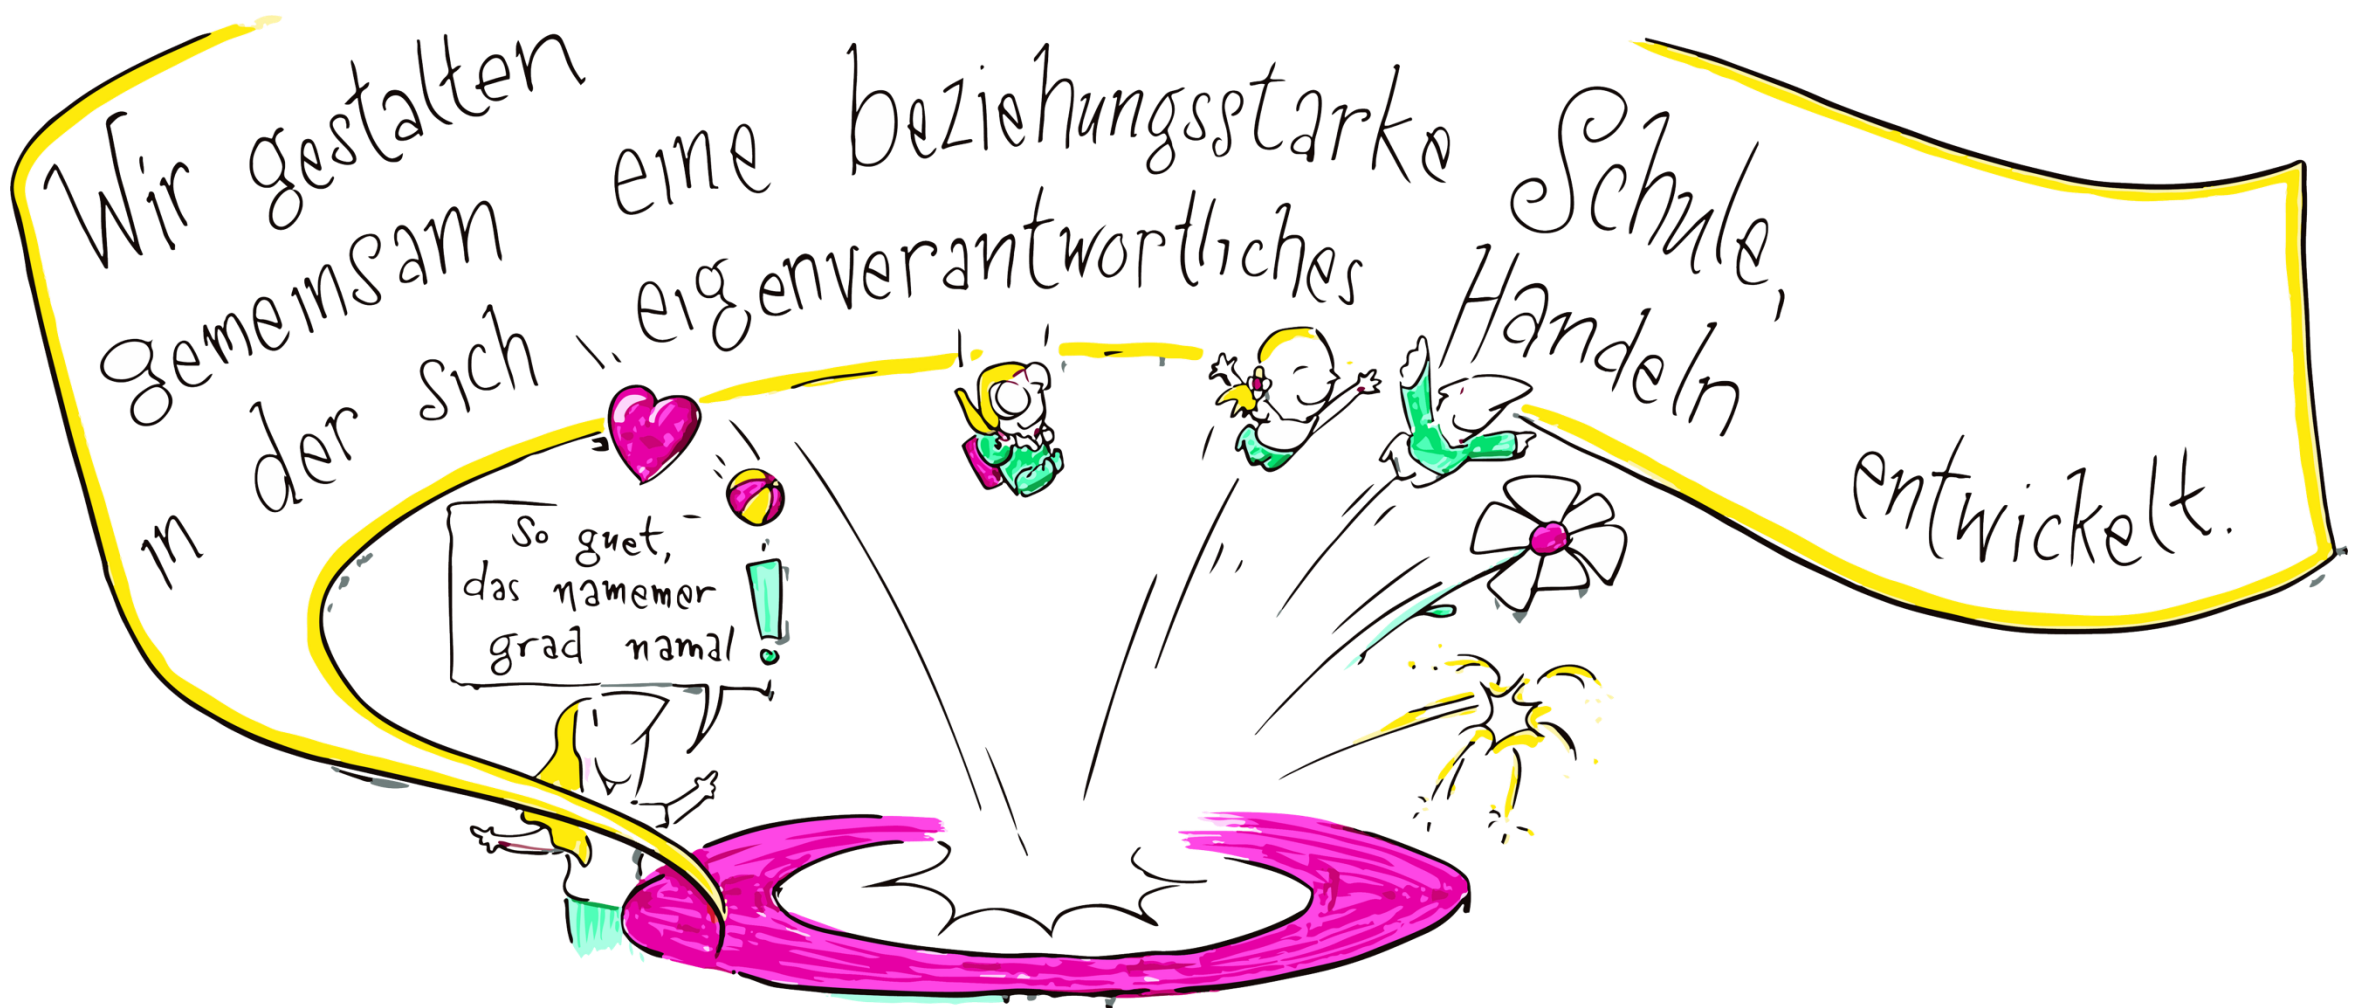 Wir gestalten
gemeinsam eine beziehungsstarke Schule,
in der sich eigenverantwortliches Handeln
entwickelt.
So guet,
das namemer
grad namal!